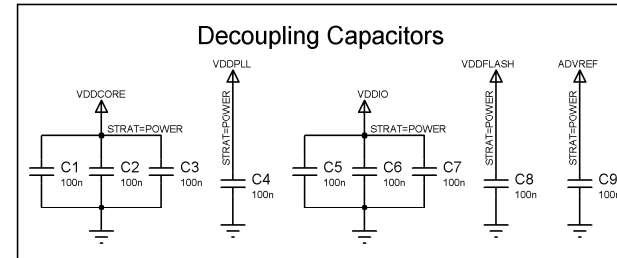 Decoupling Capacitors
VDDPLL
VDDFLASH
ADVREF
VDDCORE
VDDIO
STRAT=POWER
STRAT=POWER
STRAT=POWER
STRAT=POWER
STRAT=POWER
C1
100n
C2
100n
C3
100n
C4
100n
C5
100n
C6
100n
C7
100n
C8
100n
C9
100n